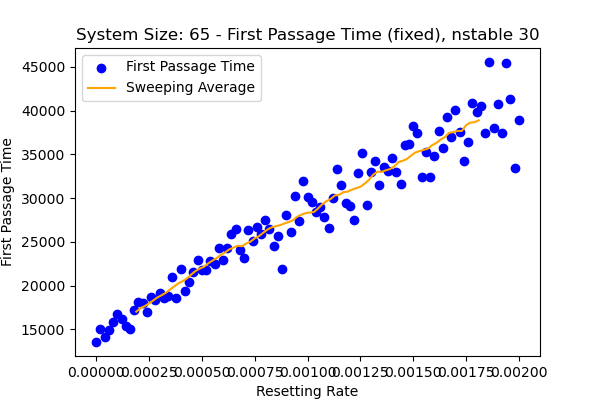 System Size: 65 - First Passage Time (fixed), nstable 30
First Passage Time
Sweeping Average
First Passage Time
45000
40000
35000
30000
25000
20000
15000
0.00000 0.00025 0.00050 0.00075 0.00100 0.00125 0.00150 0.00175 0.00200
Resetting Rate